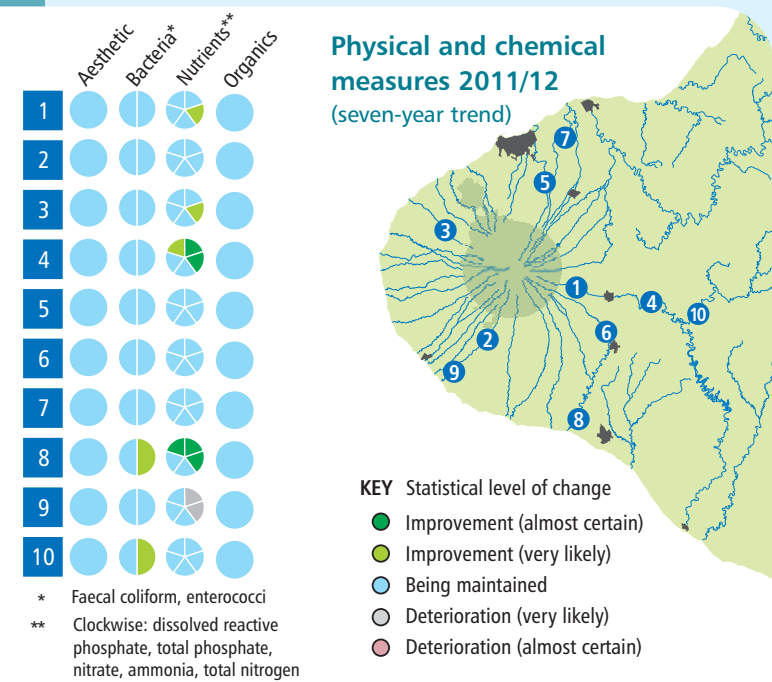 Aesthetic
Bacteria*
Nutrients**
Organics
1
2
3
4
5
6
7
8
9
10
* Faecal coliform, enterococci
** Clockwise: dissolved reactive
phosphate, total phosphate,
nitrate, ammonia, total nitrogen
Physical and chemical
measures 2011/12
(seven-year trend)
7
5
3
1
4
10
6
2
9
8
KEY Statistical level of change
Improvement (almost certain)
Improvement (very likely)
Being maintained
Deterioration (very likely)
Deterioration (almost certain)